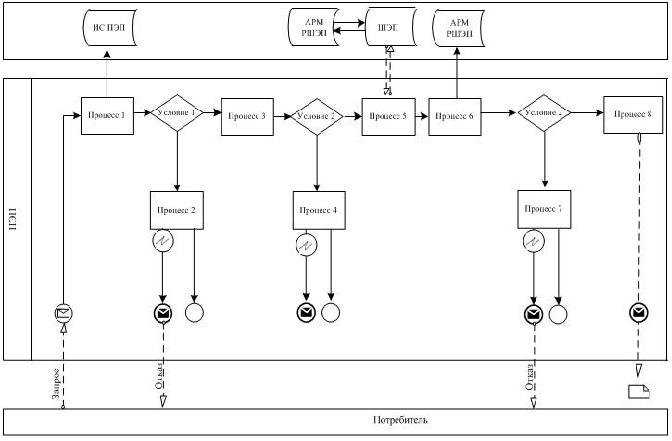 ИС ПЭП
АРМ
РШЭП
ШЭП
АРМ
РШЭП
Процесс 1
Условие 1
Процесс 3
Условие 2
Процесс 5
Процесс 6
Условие 2
Процесс 8
Процесс 2
Процесс 4
Процесс 7
ПЭП
Запрос
Отказ
Отказ
Потребитель